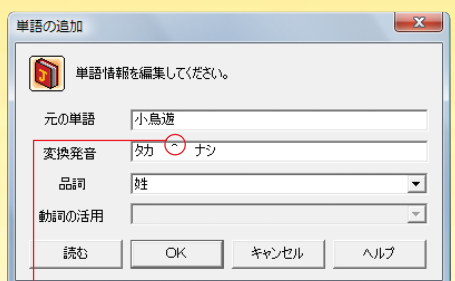 単語の追加
単語情報を編集してください。
元の単語 小鳥遊
変換発音 タカ ^ ナシ
品詞 姓
動詞の活用
読む OK キャンセル ヘルプ